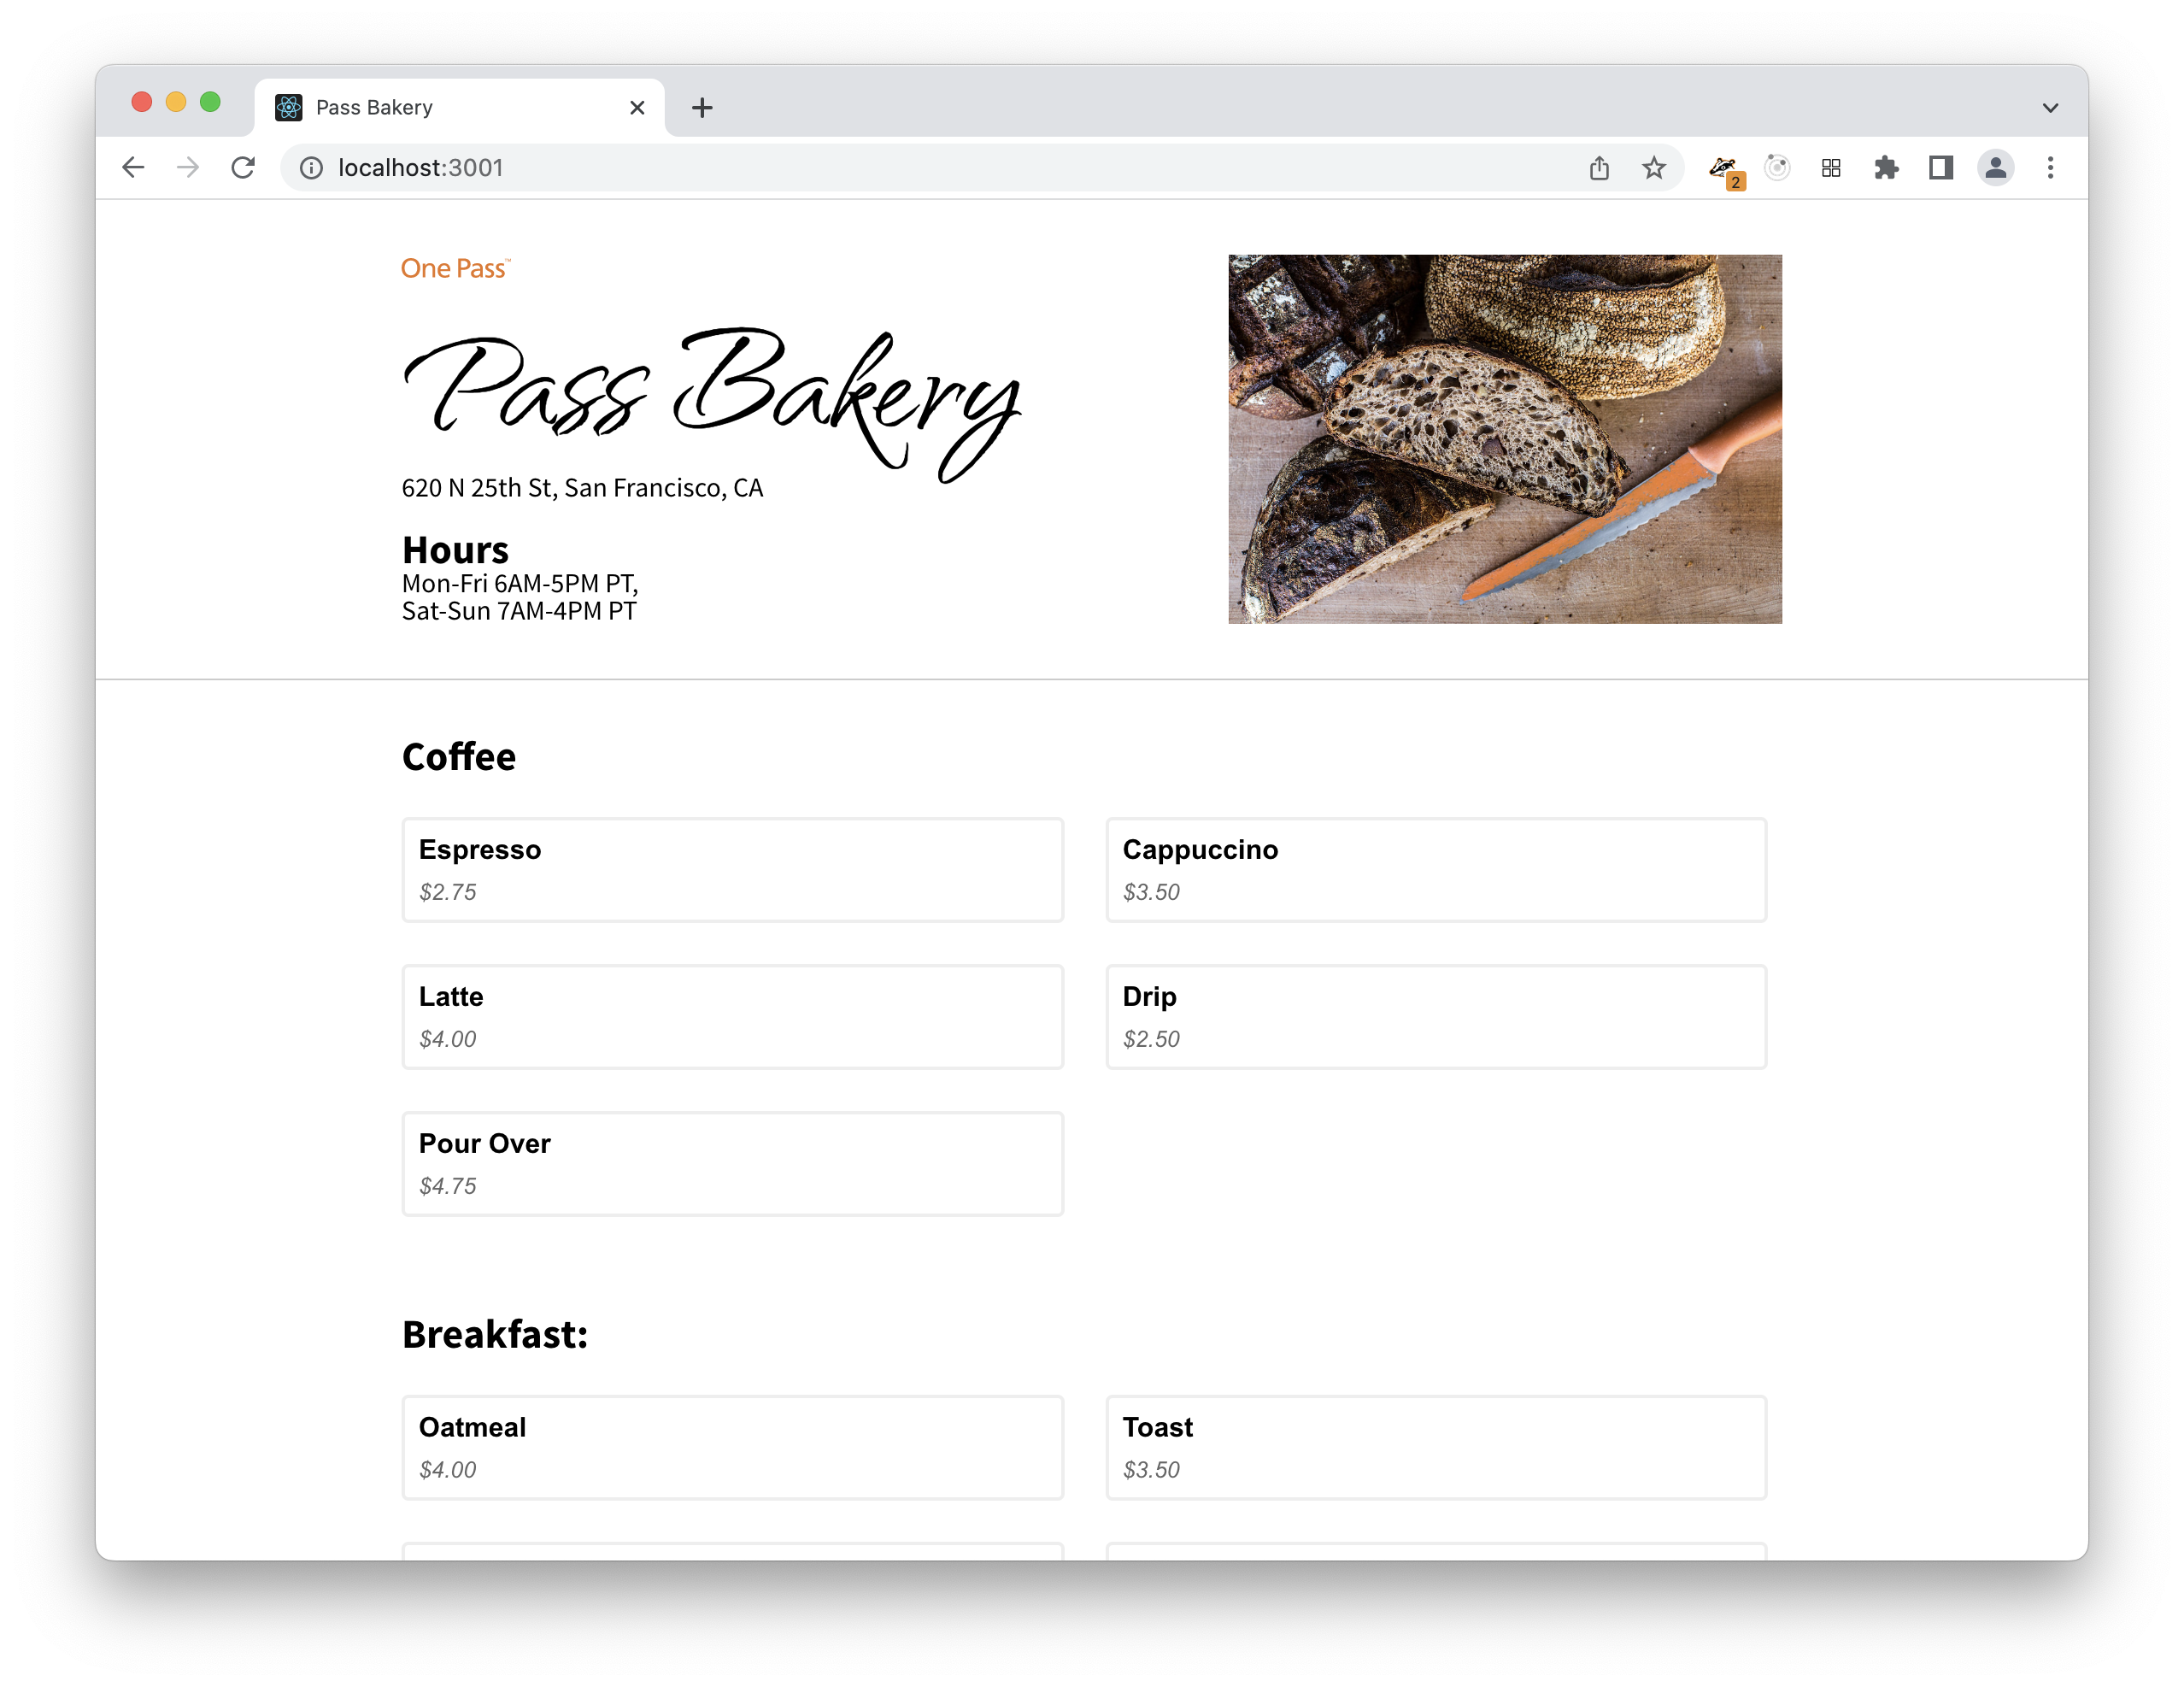 Pass Bakery
localhost:3001
2
One Pass™
Pass Bakery
620 N 25th St, San Francisco, CA
Hours
Mon-Fri 6AM-5PM PT,
Sat-Sun 7AM-4PM PT
Coffee
Espresso
$2.75
Cappuccino
$3.50
Latte
$4.00
Drip
$2.50
Pour Over
$4.75
Breakfast:
Oatmeal
$4.00
Toast
$3.50